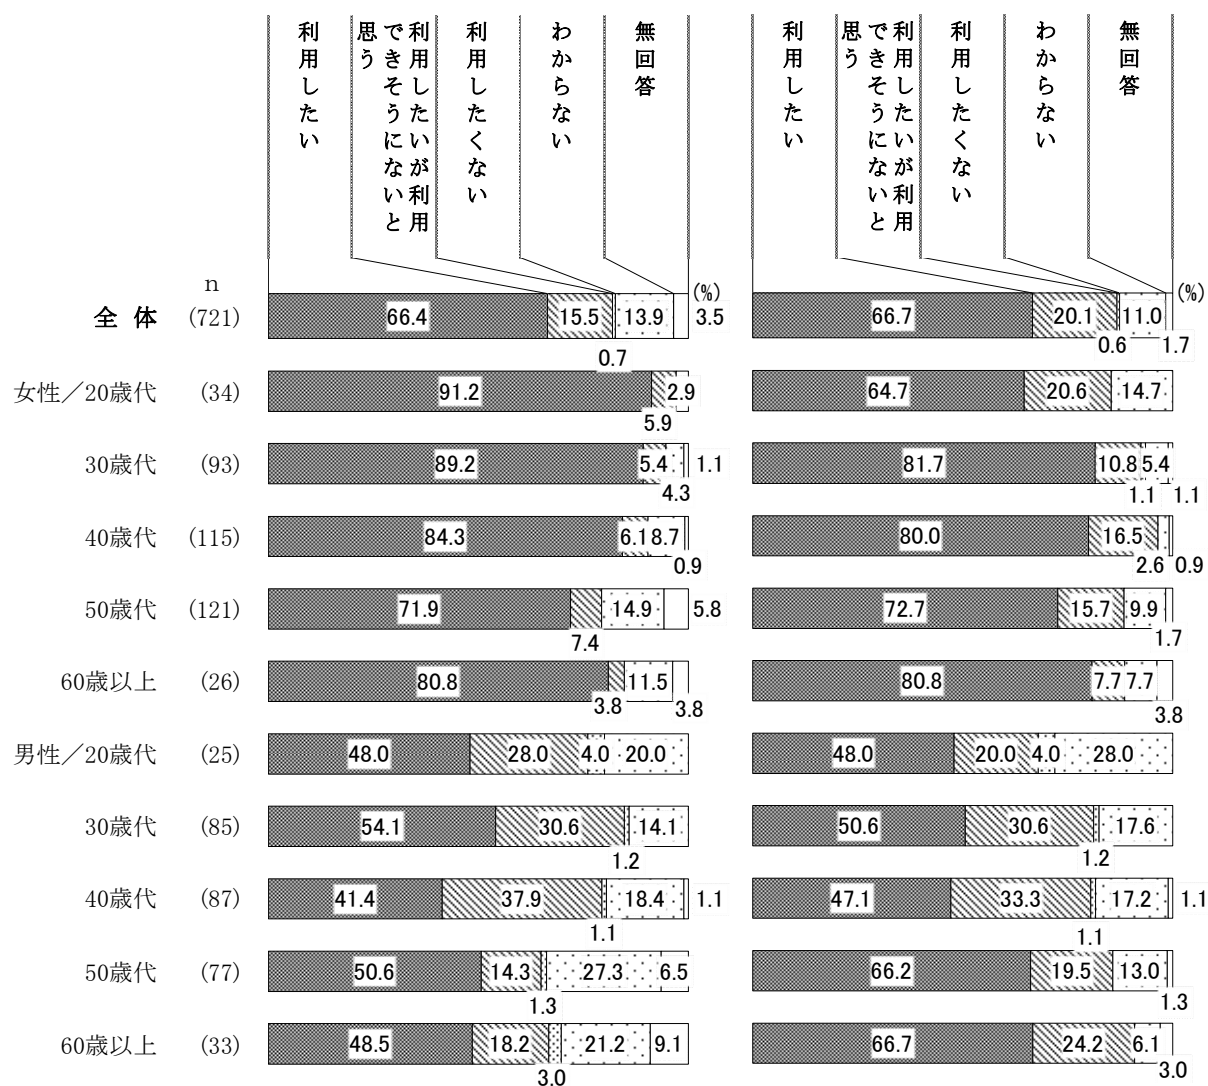 利用したい
利用したいが利用
できそうにないと
思う
利用したくない
わからない
無回答
利用したい
利用したいが利用
できそうにないと
思う
利用したくない
わからない
無回答
n
(%)
(%)
全 体 (721) 66.4 15.5 13.9 3.5 66.7 20.1 11.0
0.7 0.6 1.7
女性／20歳代 (34) 91.2 2.9 64.7 20.6 14.7
5.9
30歳代 (93) 89.2 5.4 1.1 81.7 10.8 5.4
4.3 1.1 1.1
40歳代 (115) 84.3 6.1 8.7 80.0 16.5
0.9 2.6 0.9
50歳代 (121) 71.9 14.9 5.8 72.7 15.7 9.9
7.4 1.7
60歳以上 (26) 80.8 11.5 80.8 7.7 7.7
3.8 3.8 3.8
男性／20歳代 (25) 48.0 28.0 4.0 20.0 48.0 20.0 4.0 28.0
30歳代 (85) 54.1 30.6 14.1 50.6 30.6 17.6
1.2 1.2
40歳代 (87) 41.4 37.9 18.4 1.1 47.1 33.3 17.2 1.1
1.1 1.1
50歳代 (77) 50.6 14.3 27.3 6.5 66.2 19.5 13.0
1.3 1.3
60歳以上 (33) 48.5 18.2 21.2 9.1 66.7 24.2 6.1
3.0 3.0